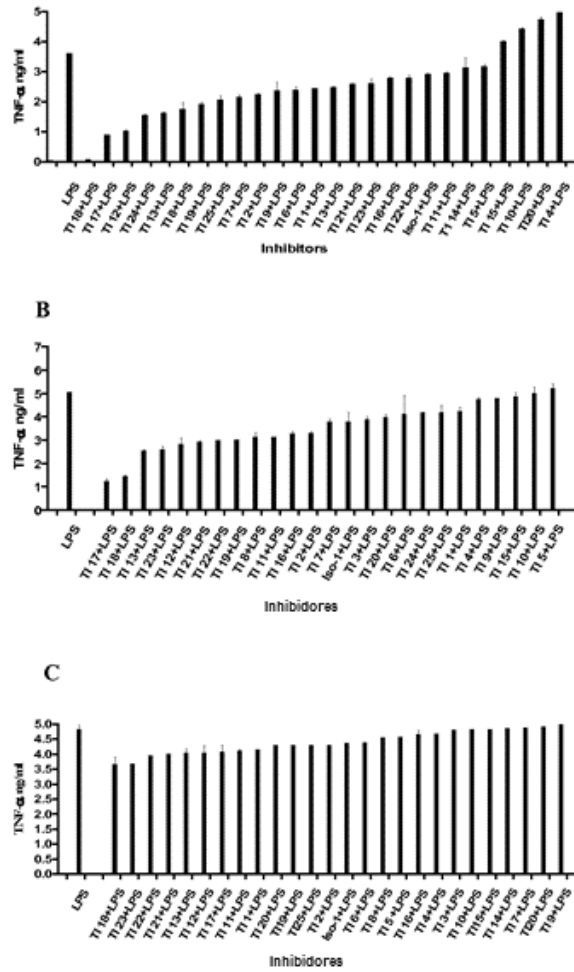 TNF-α ng/ml
5
4
3
2
1
0
LPS
TI 18+LPS
TI 17+LPS
TI 12+LPS
TI 24+LPS
TI 13+LPS
TI 8+LPS
TI 19+LPS
TI 25+LPS
TI 7+LPS
TI 2+LPS
TI 9+LPS
TI 6+LPS
TI 1+LPS
TI 3+LPS
TI 21+LPS
TI 23+LPS
TI 16+LPS
TI 22+LPS
Iso-1+LPS
TI 11+LPS
T1 14+LPS
TI 5+LPS
TI 15+LPS
TI 10+LPS
TI20+LPS
TI 4+LPS
Inhibitors
B
TNF-α ng/ml
7
6
5
4
3
2
1
0
LPS
TI 17+LPS
TI 18+LPS
TI 13+LPS
TI 23+LPS
TI 12+LPS
TI 21+LPS
TI 22+LPS
TI 19+LPS
TI 8+LPS
TI 11+LPS
TI 16+LPS
TI 2+LPS
TI 7+LPS
Iso-1+LPS
TI 3+LPS
TI 20+LPS
TI 6+LPS
TI 24+LPS
TI 25+LPS
TI 1+LPS
TI 4+LPS
TI 9+LPS
TI 15+LPS
TI 10+LPS
TI 5+LPS
Inhibidores
C
TNF-α ng/ml
5.0
4.5
4.0
3.5
3.0
2.5
2.0
1.5
1.0
0.5
0.0
LPS
TI 18+LPS
TI 23+LPS
TI 22+LPS
TI 21+LPS
TI 13+LPS
TI 12+LPS
TI 17+LPS
TI 11+LPS
TI 1+LPS
TI 20+LPS
TI19+LPS
TI25+LPS
TI 2+LPS
Iso-1+LPS
TI 6+LPS
TI 8+LPS
TI 5+LPS
TI 16+LPS
TI 4+LPS
TI 3+LPS
TI 10+LPS
TI15+LPS
TI 14+LPS
TI 7+LPS
TI20+LPS
TI 9+LPS
Inhibidores